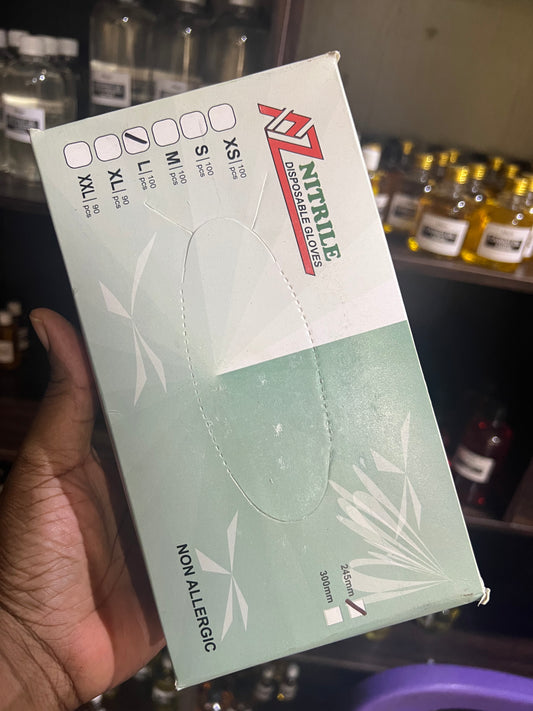 AZ
NITRILE
DISPOSABLE GLOVES
XS 100 pcs
S 100 pcs
M 100 pcs
L 100 pcs
XL 90 pcs
XXL 90 pcs
245mm
300mm
NON ALLERGIC